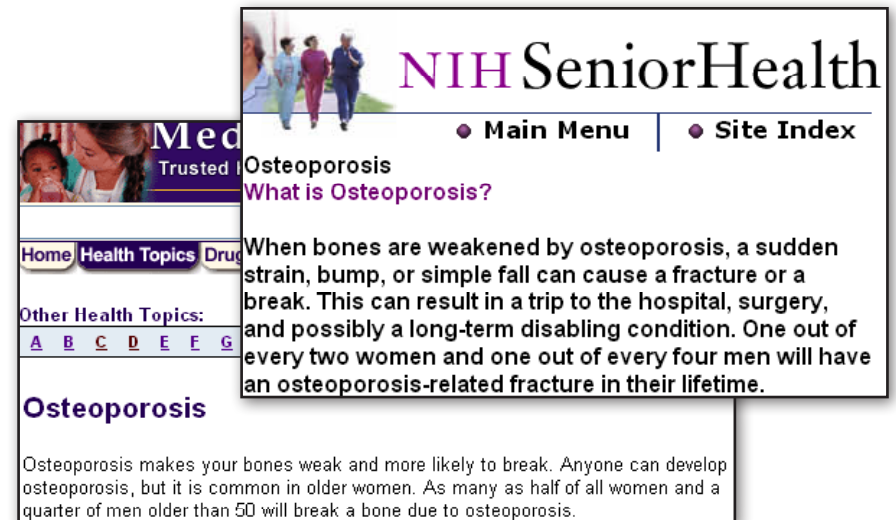 NIH SeniorHealth
Main Menu
Site Index
Osteoporosis
What is Osteoporosis?
When bones are weakened by osteoporosis, a sudden
strain, bump, or simple fall can cause a fracture or a
break. This can result in a trip to the hospital, surgery,
and possibly a long-term disabling condition. One out of
every two women and one out of every four men will have
an osteoporosis-related fracture in their lifetime.
Med
Trusted
Home Health Topics Drug
Other Health Topics:
A B C D E F G
Osteoporosis
Osteoporosis makes your bones weak and more likely to break. Anyone can develop
osteoporosis, but it is common in older women. As many as half of all women and a
quarter of men older than 50 will break a bone due to osteoporosis.